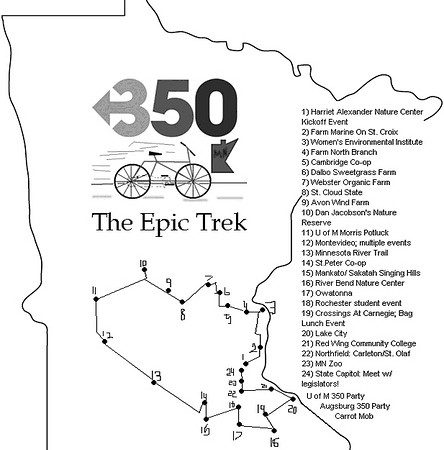 350
MN
The Epic Trek
1) Harriet Alexander Nature Center
Kickoff Event
2) Farm Marine On St. Croix
3) Women's Environmental Institute
4) Farm North Branch
5) Cambridge Co-op
6) Dalbo Sweetgrass Farm
7) Webster Organic Farm
8) St. Cloud State
9) Avon Wind Farm
10) Dan Jacobson's Nature
Reserve
11) U of M Morris Potluck
12) Montevideo; multiple events
13) Minnesota River Trail
14) St.Peter Co-op
15) Mankato/ Sakatah Singing Hills
16) River Bend Nature Center
17) Owatonna
18) Rochester student event
19) Crossings At Carnegie; Bag
Lunch Event
20) Lake City
21) Red Wing Community College
22) Northfield: Carleton/St. Olaf
23) MN Zoo
24) State Capitol: Meet w/
legislators!
U of M 350 Party
Augsburg 350 Party
Carrot Mob
10
9
7
6
8
11
4
12
2
1
24
23
22
13
20
14
19
15
17